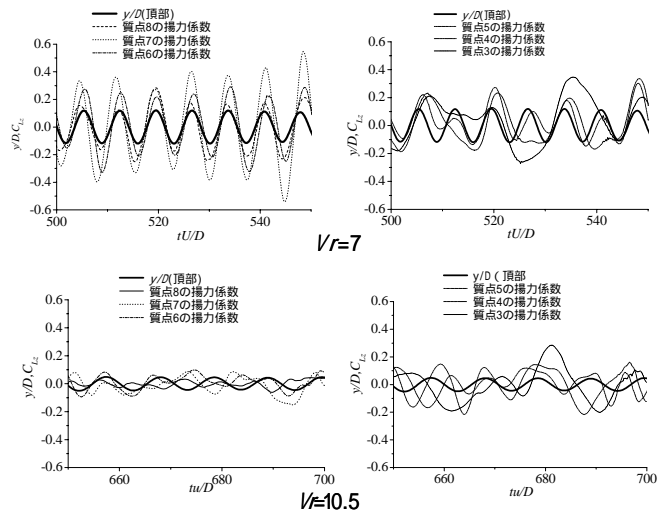 y/D(頂部)
質点8の揚力係数
質点7の揚力係数
質点6の揚力係数
0.6
0.4
0.2
0.0
-0.2
-0.4
-0.6
y/D,C_Lz
500
520
540
tU/D
y/D(頂部)
質点5の揚力係数
質点4の揚力係数
質点3の揚力係数
0.6
0.4
0.2
0.0
-0.2
-0.4
-0.6
y/D,C_Lz
500
520
540
tU/D
Vr=7
y/D(頂部)
質点8の揚力係数
質点7の揚力係数
質点6の揚力係数
0.6
0.4
0.2
0.0
-0.2
-0.4
-0.6
y/D,C_Lz
660
680
700
tu/D
y/D (頂部
質点5の揚力係数
質点4の揚力係数
質点3の揚力係数
0.6
0.4
0.2
0.0
-0.2
-0.4
-0.6
y/D,C_Lz
660
680
700
tu/D
Vr=10.5